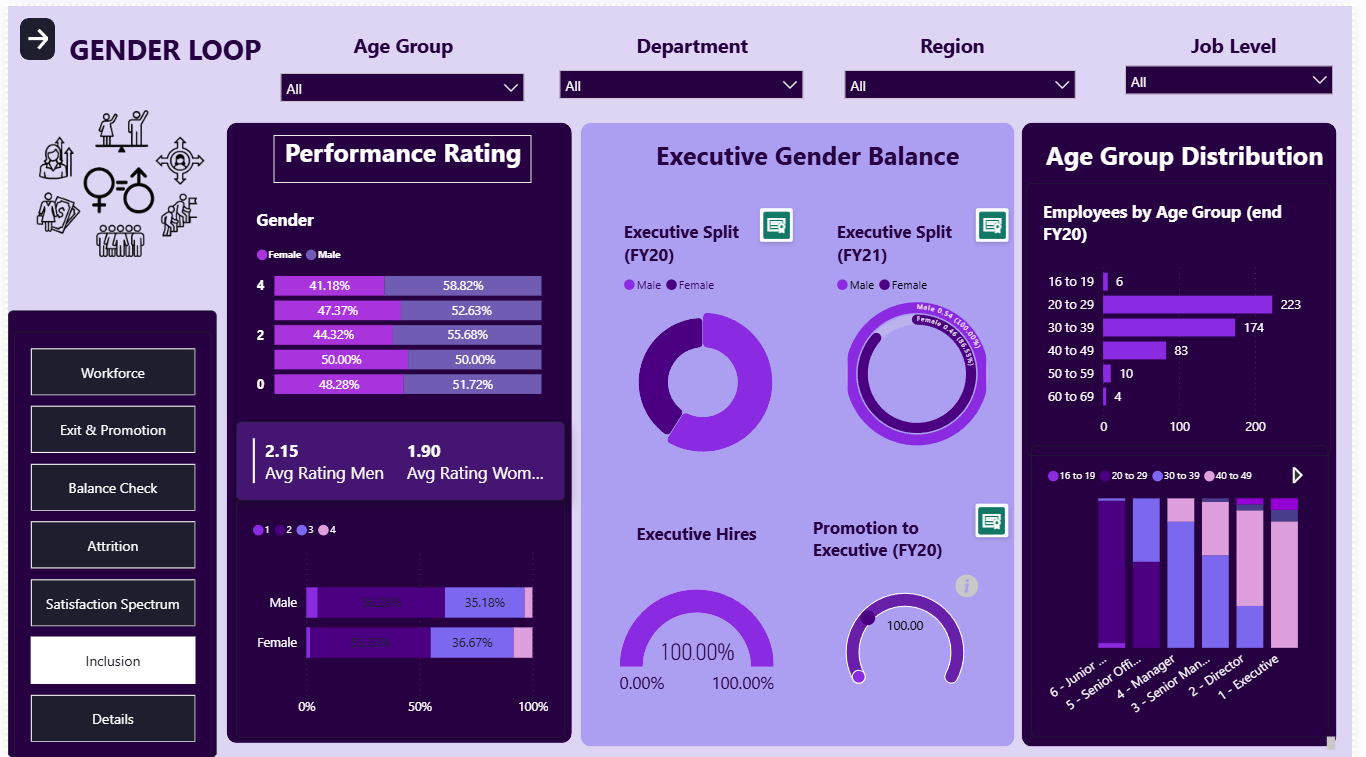 GENDER LOOP
Age Group
Department
Region
Job Level
All
All
All
All
Workforce
Exit & Promotion
Balance Check
Attrition
Satisfaction Spectrum
Inclusion
Details
Performance Rating
Gender
Female Male
4 41.18% 58.82%
47.37% 52.63%
2 44.32% 55.68%
50.00% 50.00%
0 48.28% 51.72%
2.15 1.90
Avg Rating Men Avg Rating Wom...
1 2 3 4
Male 35.18%
Female 36.67%
0% 50% 100%
Executive Gender Balance
Executive Split
(FY20)
Male Female
Executive Split
(FY21)
Male Female
Male 0.54 (100.00%)
Female 0.46
Executive Hires
100.00%
0.00% 100.00%
Promotion to
Executive (FY20)
i
100.00
Age Group Distribution
Employees by Age Group (end
FY20)
16 to 19 6
20 to 29 223
30 to 39 174
40 to 49 83
50 to 59 10
60 to 69 4
0 100 200
16 to 19 20 to 29 30 to 39 40 to 49
6 - Junior ...
5 - Senior Offi...
4 - Manager
3 - Senior Man...
2 - Director
1 - Executive